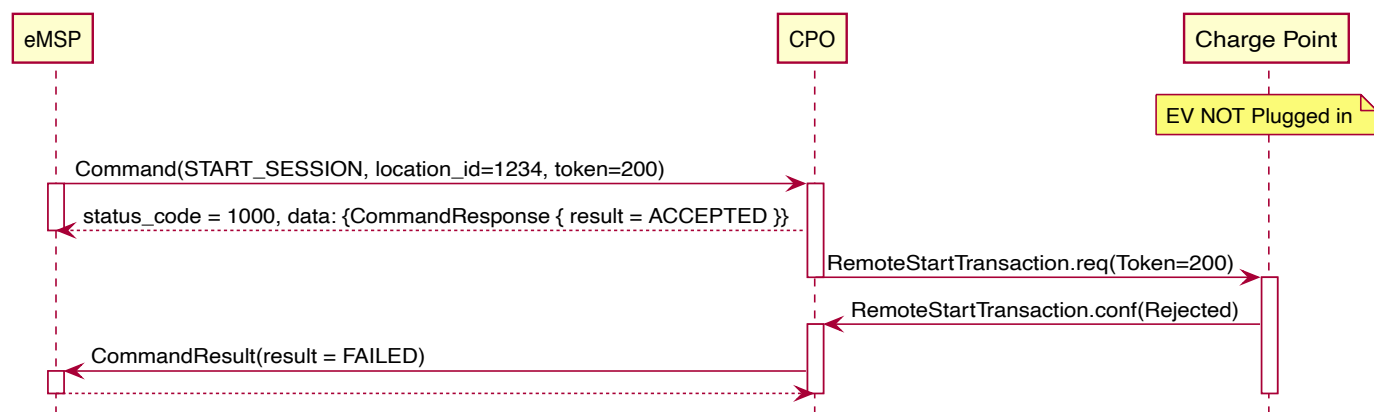 eMSP
CPO
Charge Point
EV NOT Plugged in
Command(START_SESSION, location_id=1234, token=200)
status_code = 1000, data: {CommandResponse { result = ACCEPTED }}
RemoteStartTransaction.req(Token=200)
RemoteStartTransaction.conf(Rejected)
CommandResult(result = FAILED)